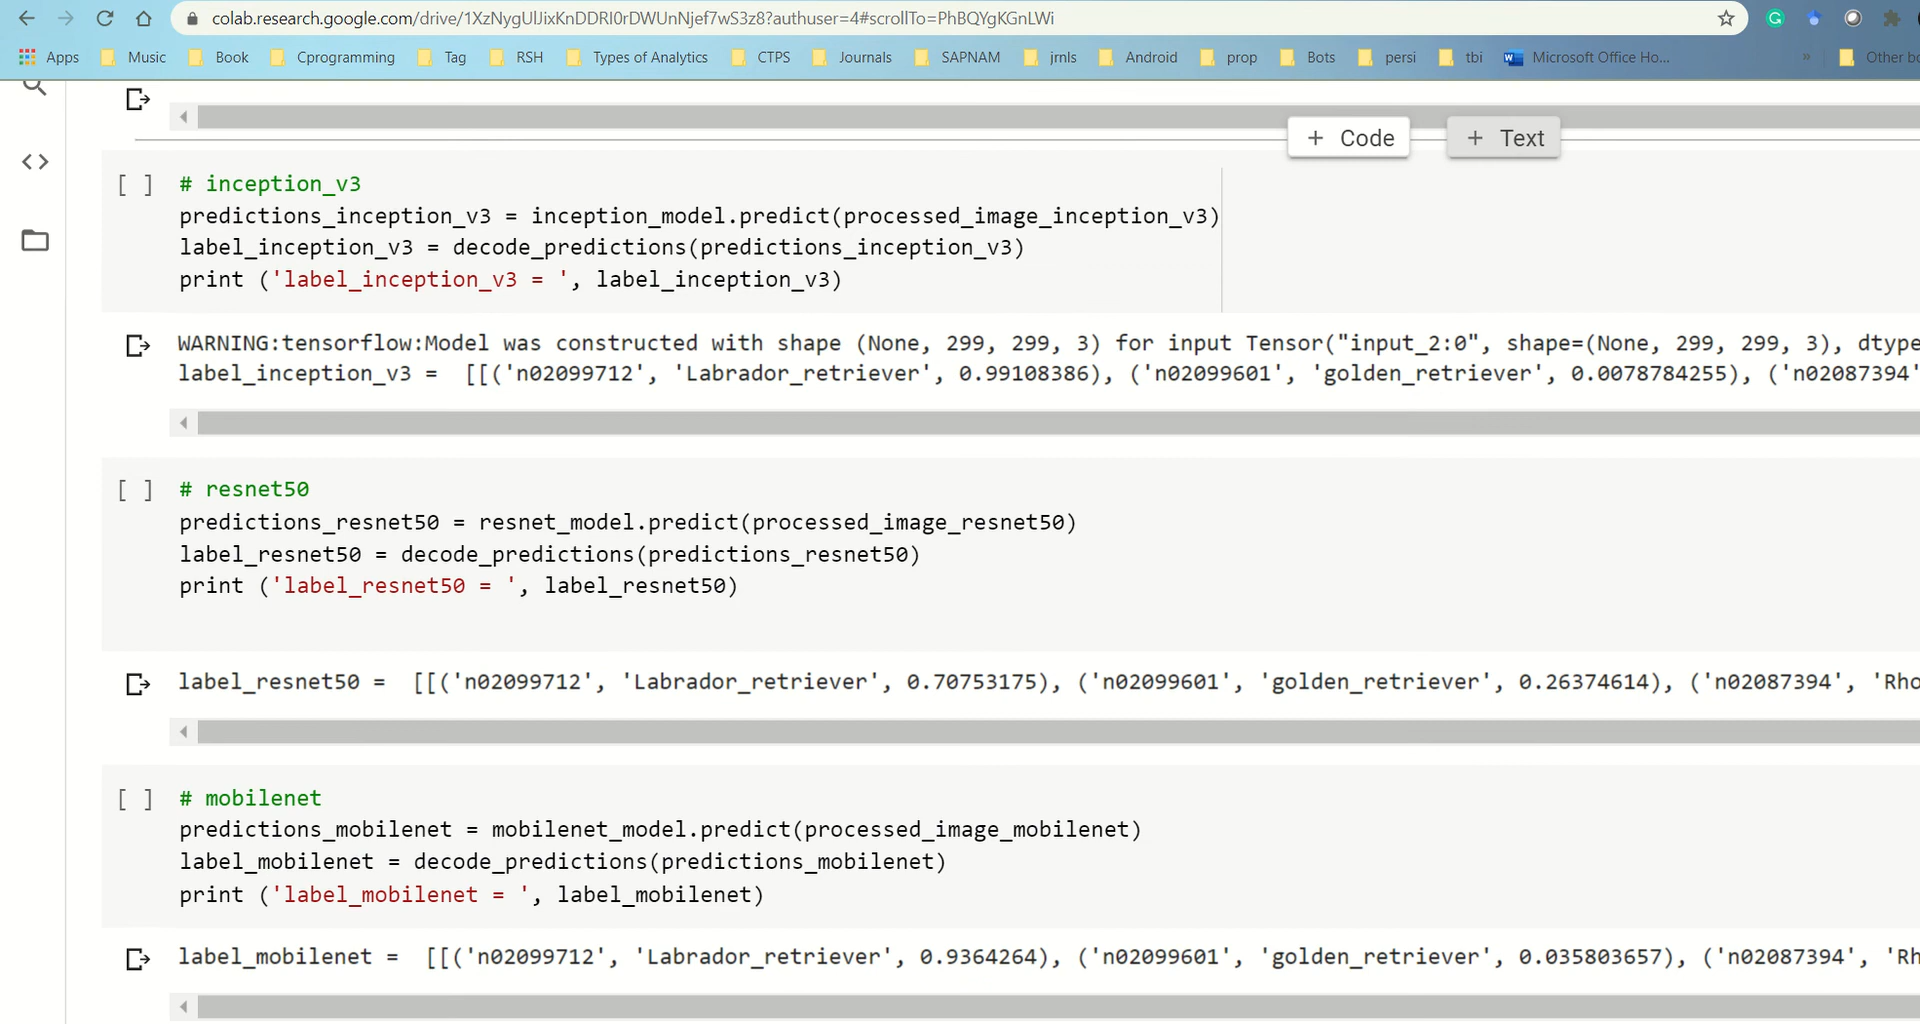 colab.research.google.com/drive/1XzNygUlJixKnDDRI0rDWUnNjef7wS3z8?authuser=4#scrollTo=PhBQYgKGnLWi
Apps Music Book Cprogramming Tag RSH Types of Analytics CTPS Journals SAPNAM jrnls Android prop Bots persi tbi Microsoft Office Ho... » Other bo
+ Code + Text
[ ] # inception_v3
predictions_inception_v3 = inception_model.predict(processed_image_inception_v3)
label_inception_v3 = decode_predictions(predictions_inception_v3)
print ('label_inception_v3 = ', label_inception_v3)
WARNING:tensorflow:Model was constructed with shape (None, 299, 299, 3) for input Tensor("input_2:0", shape=(None, 299, 299, 3), dtype
label_inception_v3 =  [[('n02099712', 'Labrador_retriever', 0.99108386), ('n02099601', 'golden_retriever', 0.0078784255), ('n02087394'
[ ] # resnet50
predictions_resnet50 = resnet_model.predict(processed_image_resnet50)
label_resnet50 = decode_predictions(predictions_resnet50)
print ('label_resnet50 = ', label_resnet50)
label_resnet50 =  [[('n02099712', 'Labrador_retriever', 0.70753175), ('n02099601', 'golden_retriever', 0.26374614), ('n02087394', 'Rho
[ ] # mobilenet
predictions_mobilenet = mobilenet_model.predict(processed_image_mobilenet)
label_mobilenet = decode_predictions(predictions_mobilenet)
print ('label_mobilenet = ', label_mobilenet)
label_mobilenet =  [[('n02099712', 'Labrador_retriever', 0.9364264), ('n02099601', 'golden_retriever', 0.035803657), ('n02087394', 'Rh